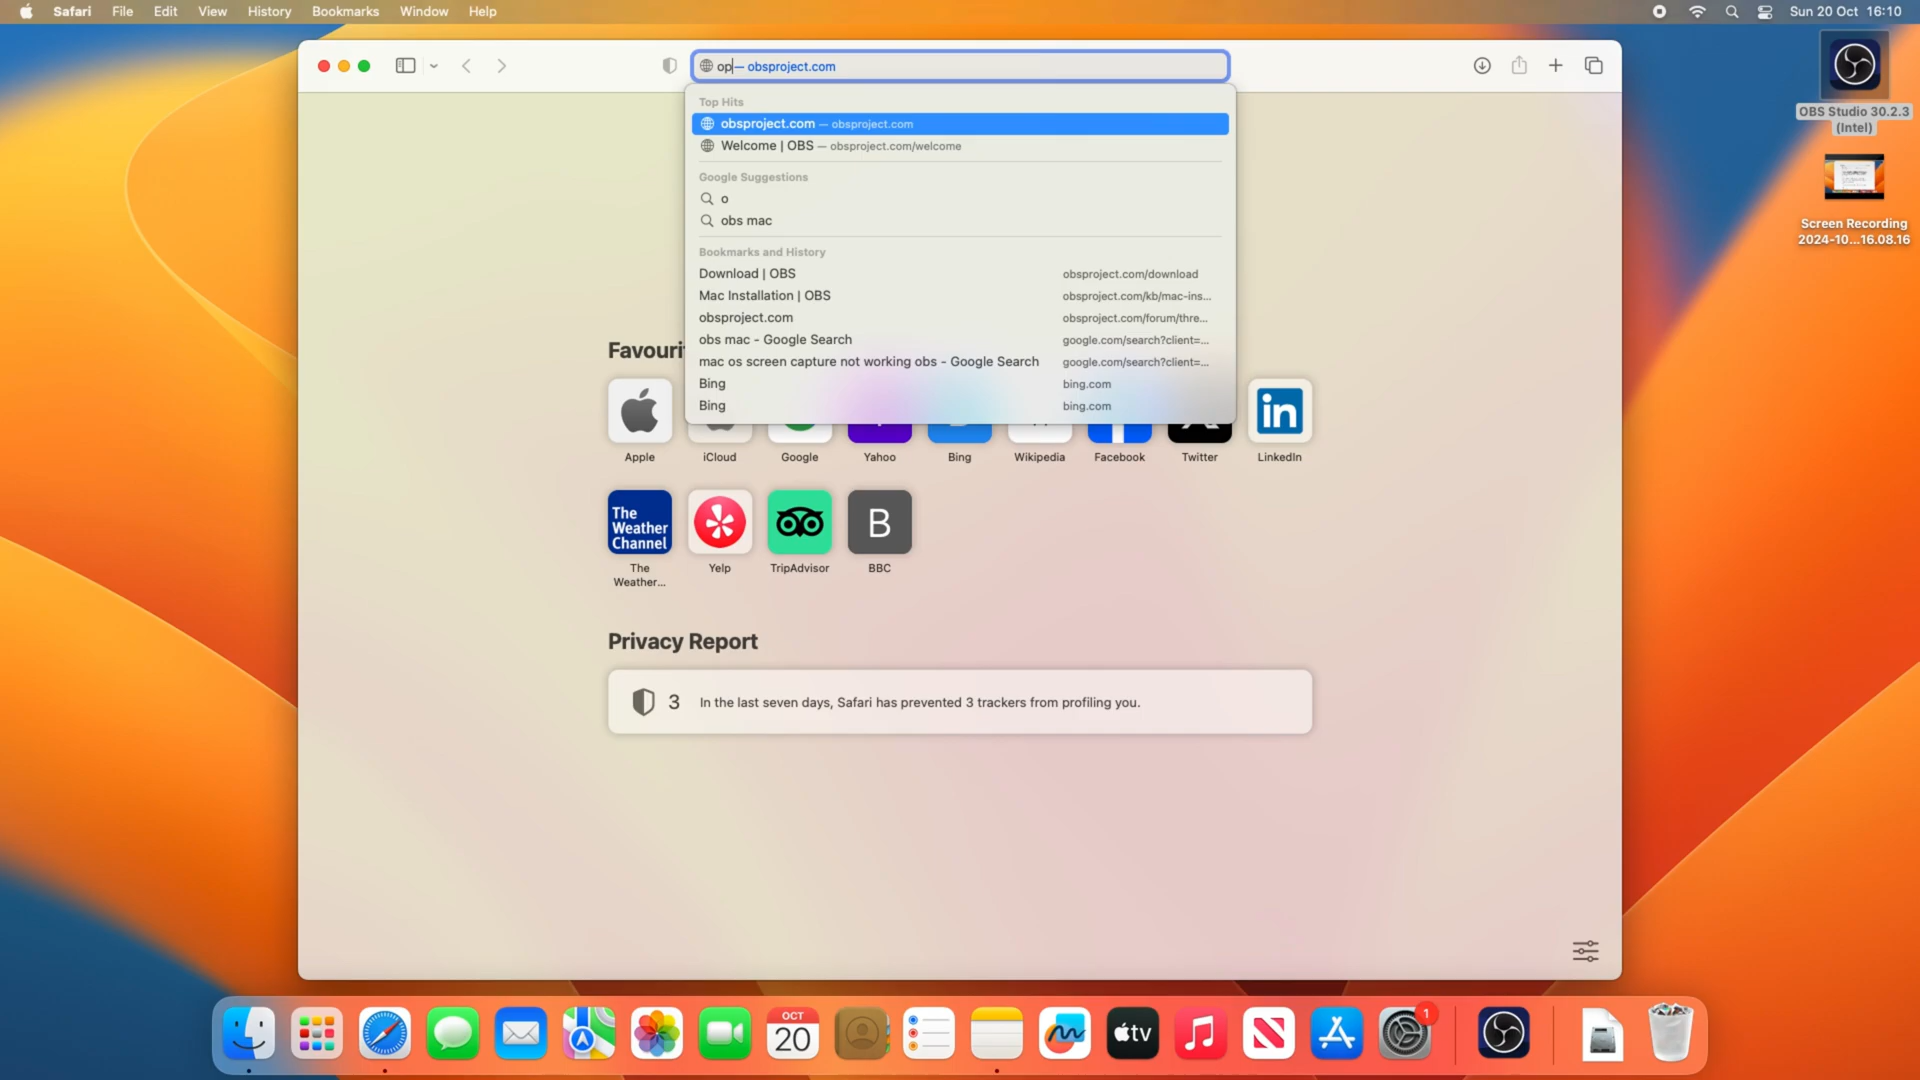 Safari File Edit View History Bookmarks Window Help Sun 20 Oct 16:10
op — obsproject.com
OBS Studio 30.2.3
(Intel)
Top Hits
obsproject.com — obsproject.com
Welcome | OBS — obsproject.com/welcome
Google Suggestions
o
obs mac
Bookmarks and History
Download | OBS obsproject.com/download
Mac Installation | OBS obsproject.com/kb/mac-ins...
obsproject.com obsproject.com/forum/thre...
obs mac - Google Search google.com/search?client=...
mac os screen capture not working obs - Google Search google.com/search?client=...
Bing bing.com
Bing bing.com
Screen Recording
2024-10...16.08.16
Favouri
in
Apple iCloud Google Yahoo Bing Wikipedia Facebook Twitter LinkedIn
The
Weather
Channel
B
The
Weather... Yelp TripAdvisor BBC
Privacy Report
3 In the last seven days, Safari has prevented 3 trackers from profiling you.
OCT
20
tv
1